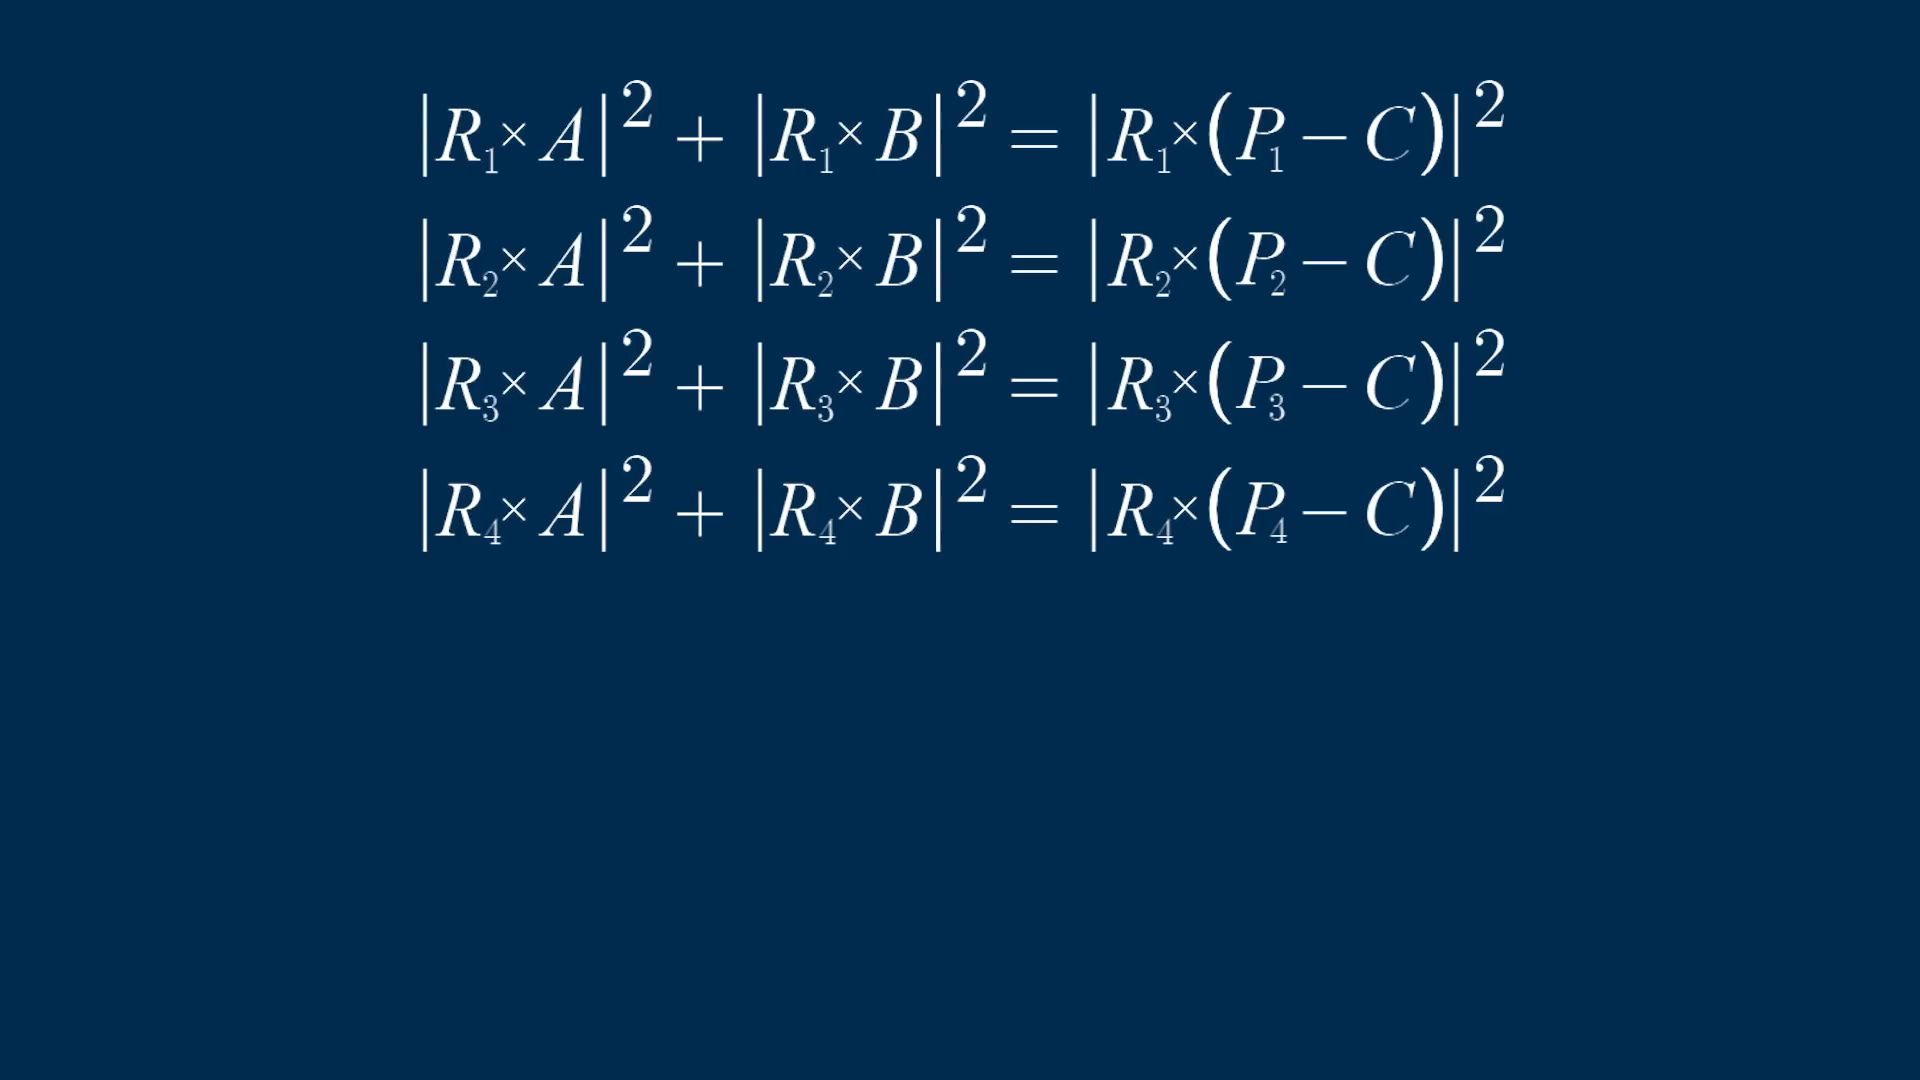 |R₁×A|² + |R₁×B|² = |R₁×(P₁−C)|²
|R₂×A|² + |R₂×B|² = |R₂×(P₂−C)|²
|R₃×A|² + |R₃×B|² = |R₃×(P₃−C)|²
|R₄×A|² + |R₄×B|² = |R₄×(P₄−C)|²